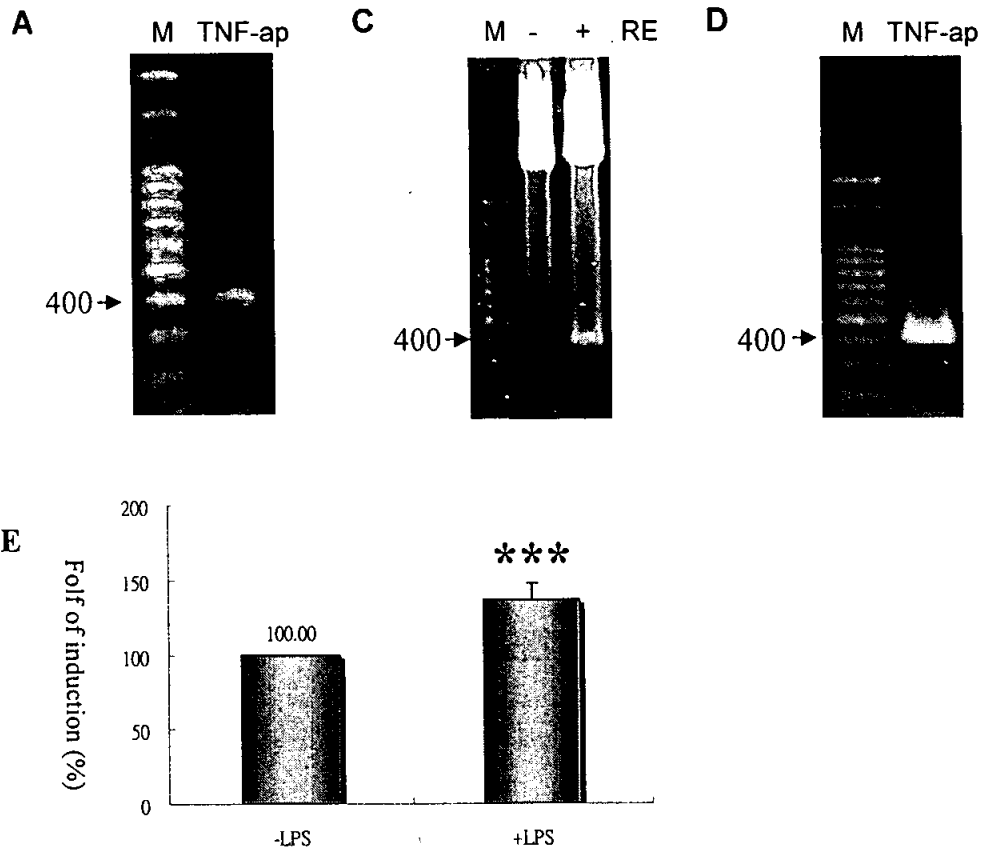 A
M TNF-ap
400
C
M - + RE
400
D
M TNF-ap
400
E
Folf of induction (%)
200
150
100
50
0
100.00
***
-LPS
+LPS